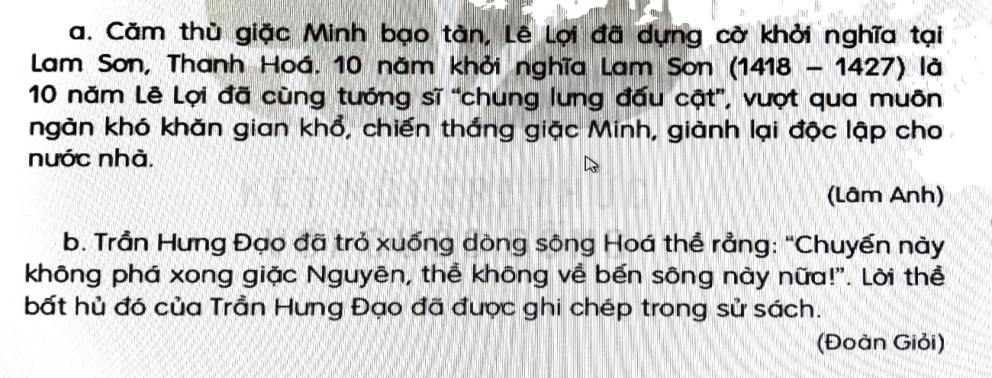 a. Căm thù giặc Minh bạo tàn, Lê Lợi đã dựng cờ khởi nghĩa tại
Lam Sơn, Thanh Hoá. 10 năm khởi nghĩa Lam Sơn (1418 – 1427) là
10 năm Lê Lợi đã cùng tướng sĩ “chung lưng đấu cật”, vượt qua muôn
ngàn khó khăn gian khổ, chiến thắng giặc Minh, giành lại độc lập cho
nước nhà.
(Lâm Anh)
b. Trần Hưng Đạo đã trỏ xuống dòng sông Hoá thề rằng: “Chuyến này
không phá xong giặc Nguyên, thề không về bến sông này nữa!”. Lời thề
bất hủ đó của Trần Hưng Đạo đã được ghi chép trong sử sách.
(Đoàn Giỏi)